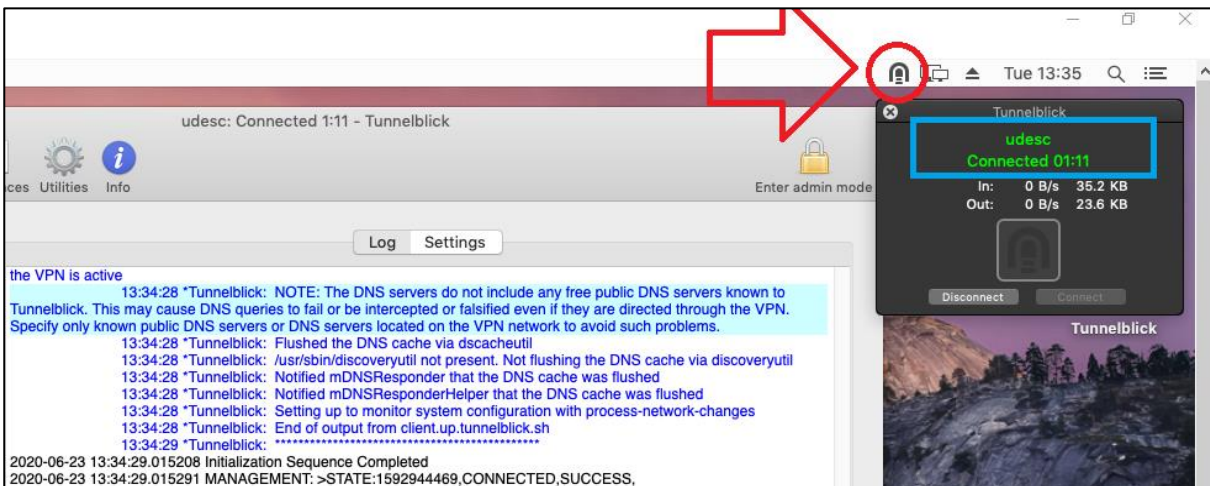 Tue 13:35
udesc: Connected 1:11 - Tunnelblick
Utilities
Info
Enter admin mode
Tunnelblick
udesc
Connected 01:11
In: 0 B/s 35.2 KB
Out: 0 B/s 23.6 KB
Disconnect
Connect
Tunnelblick
Log
Settings
the VPN is active
13:34:28 *Tunnelblick: NOTE: The DNS servers do not include any free public DNS servers known to
Tunnelblick. This may cause DNS queries to fail or be intercepted or falsified even if they are directed through the VPN.
Specify only known public DNS servers or DNS servers located on the VPN network to avoid such problems.
13:34:28 *Tunnelblick: Flushed the DNS cache via dscacheutil
13:34:28 *Tunnelblick: /usr/sbin/discoveryutil not present. Not flushing the DNS cache via discoveryutil
13:34:28 *Tunnelblick: Notified mDNSResponder that the DNS cache was flushed
13:34:28 *Tunnelblick: Notified mDNSResponderHelper that the DNS cache was flushed
13:34:28 *Tunnelblick: Setting up to monitor system configuration with process-network-changes
13:34:28 *Tunnelblick: End of output from client.up.tunnelblick.sh
13:34:29 *Tunnelblick: **********************************************
2020-06-23 13:34:29.015208 Initialization Sequence Completed
2020-06-23 13:34:29.015291 MANAGEMENT: >STATE:1592944469,CONNECTED,SUCCESS,